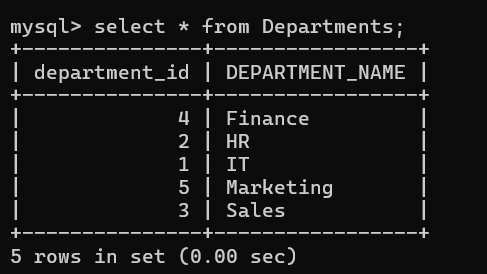 mysql> select * from Departments;
+---------------+-----------------+
| department_id | DEPARTMENT_NAME |
+---------------+-----------------+
|             4 | Finance         |
|             2 | HR              |
|             1 | IT              |
|             5 | Marketing       |
|             3 | Sales           |
+---------------+-----------------+
5 rows in set (0.00 sec)